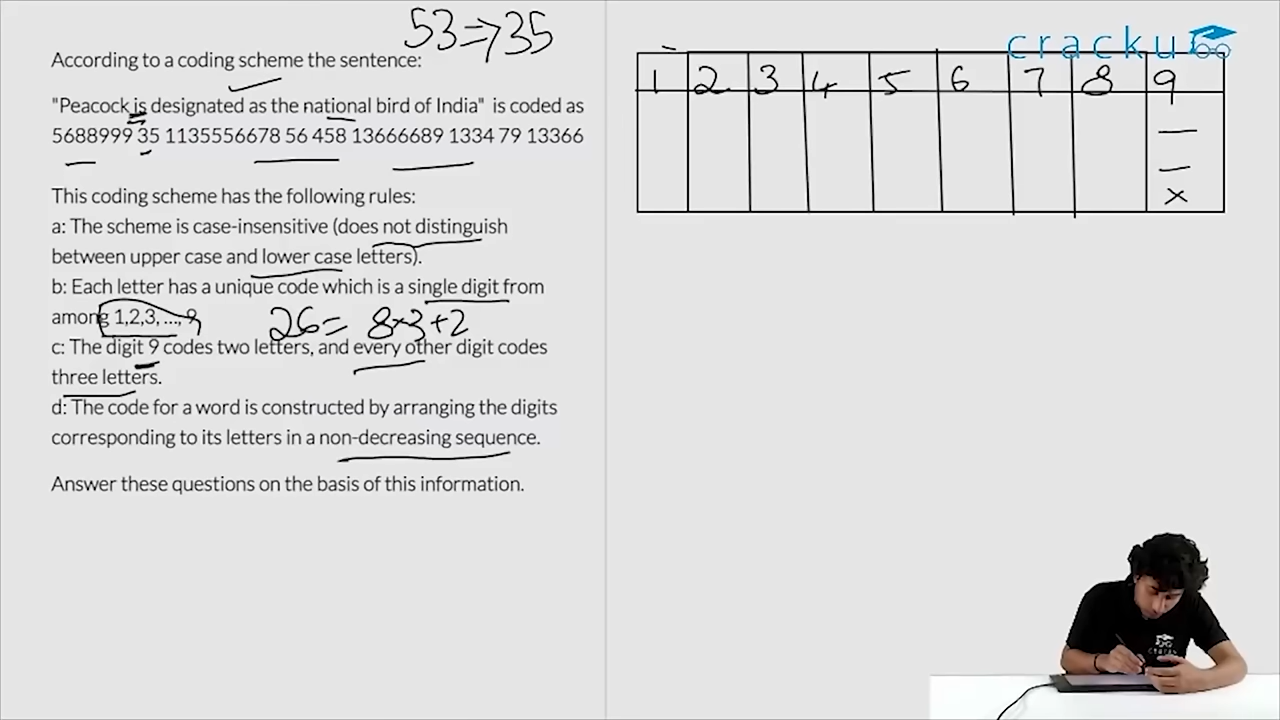 53 => 35
cracku
According to a coding scheme the sentence:
"Peacock is designated as the national bird of India" is coded as
5688999 35 1135556678 56 458 13666689 1334 79 13366
This coding scheme has the following rules:
a: The scheme is case-insensitive (does not distinguish
between upper case and lower case letters).
b: Each letter has a unique code which is a single digit from
among 1,2,3, ..., 9
26 = 8×3+2
c: The digit 9 codes two letters, and every other digit codes
three letters.
d: The code for a word is constructed by arranging the digits
corresponding to its letters in a non-decreasing sequence.
Answer these questions on the basis of this information.
1 2 3 4 5 6 7 8 9
— 
—
×